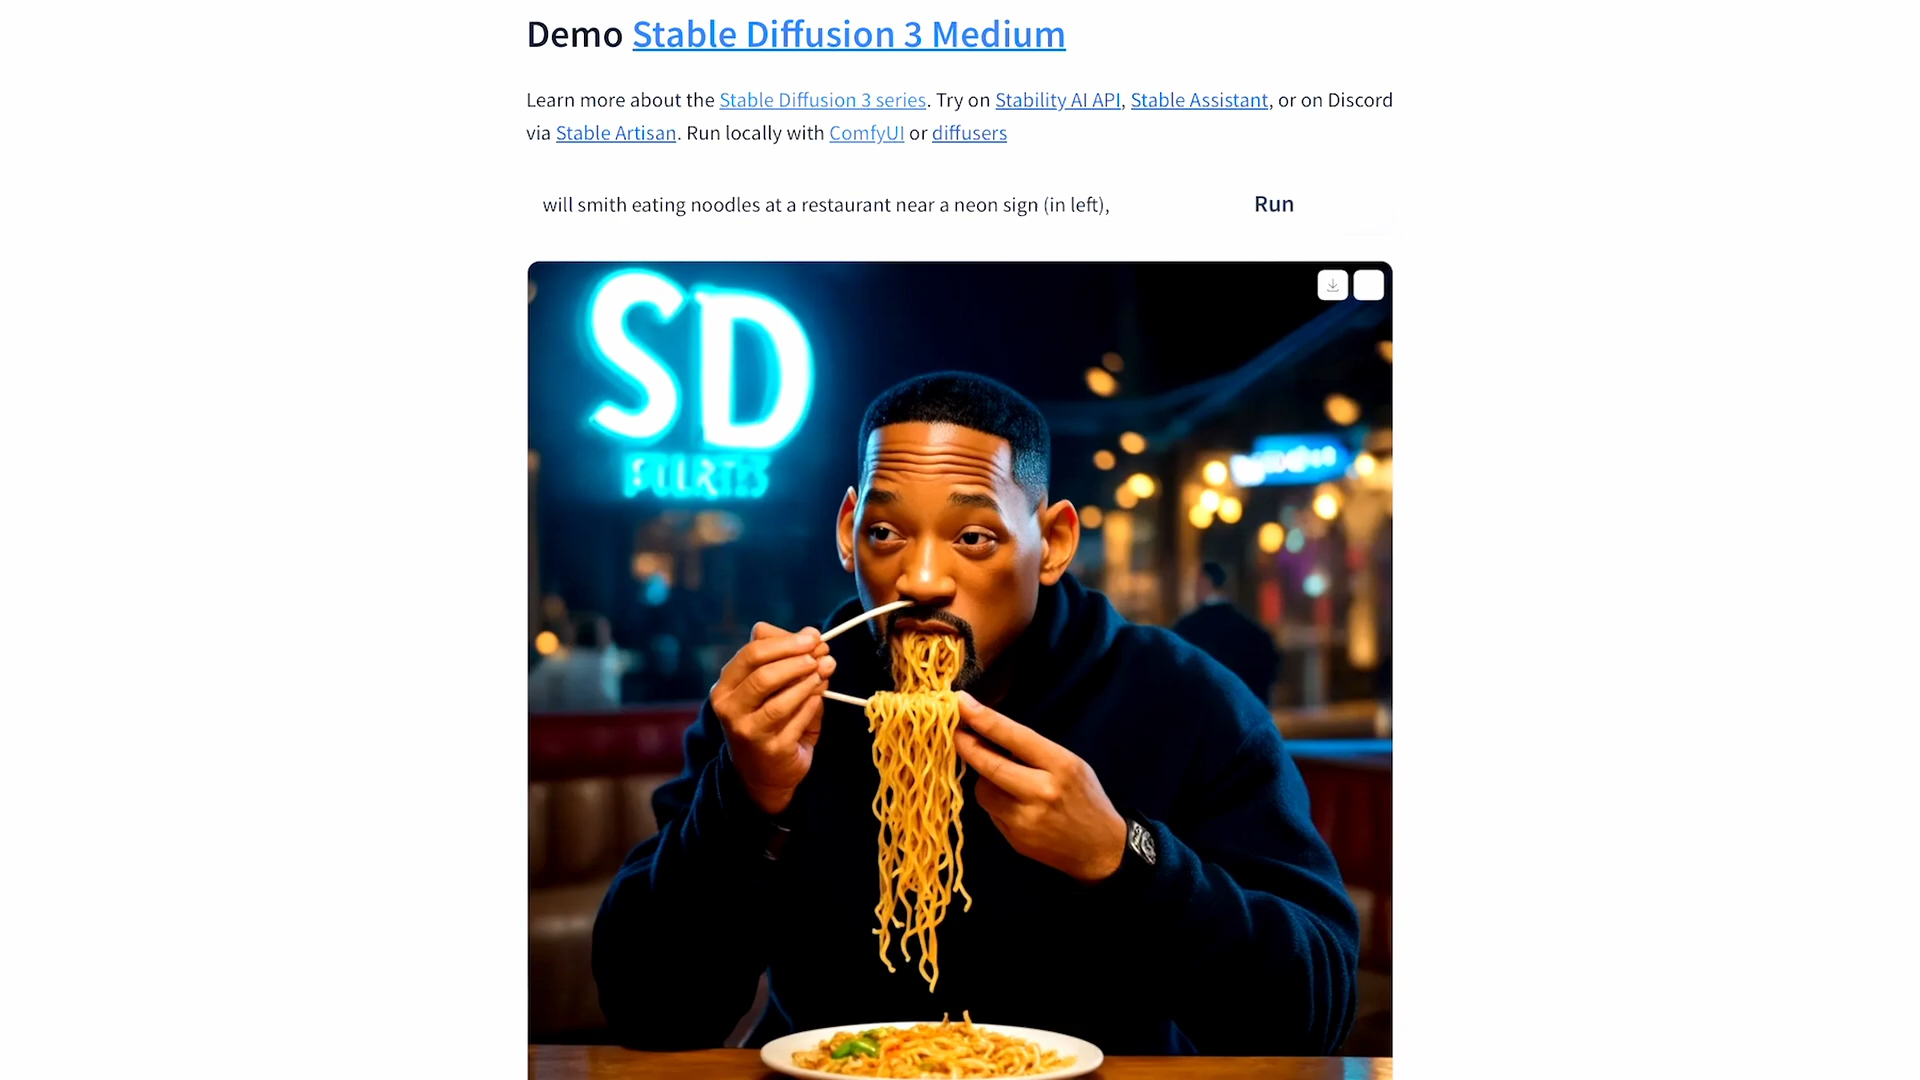 Demo Stable Diffusion 3 Medium
Learn more about the Stable Diffusion 3 series. Try on Stability AI API, Stable Assistant, or on Discord
via Stable Artisan. Run locally with ComfyUI or diffusers
will smith eating noodles at a restaurant near a neon sign (in left),
Run
SD